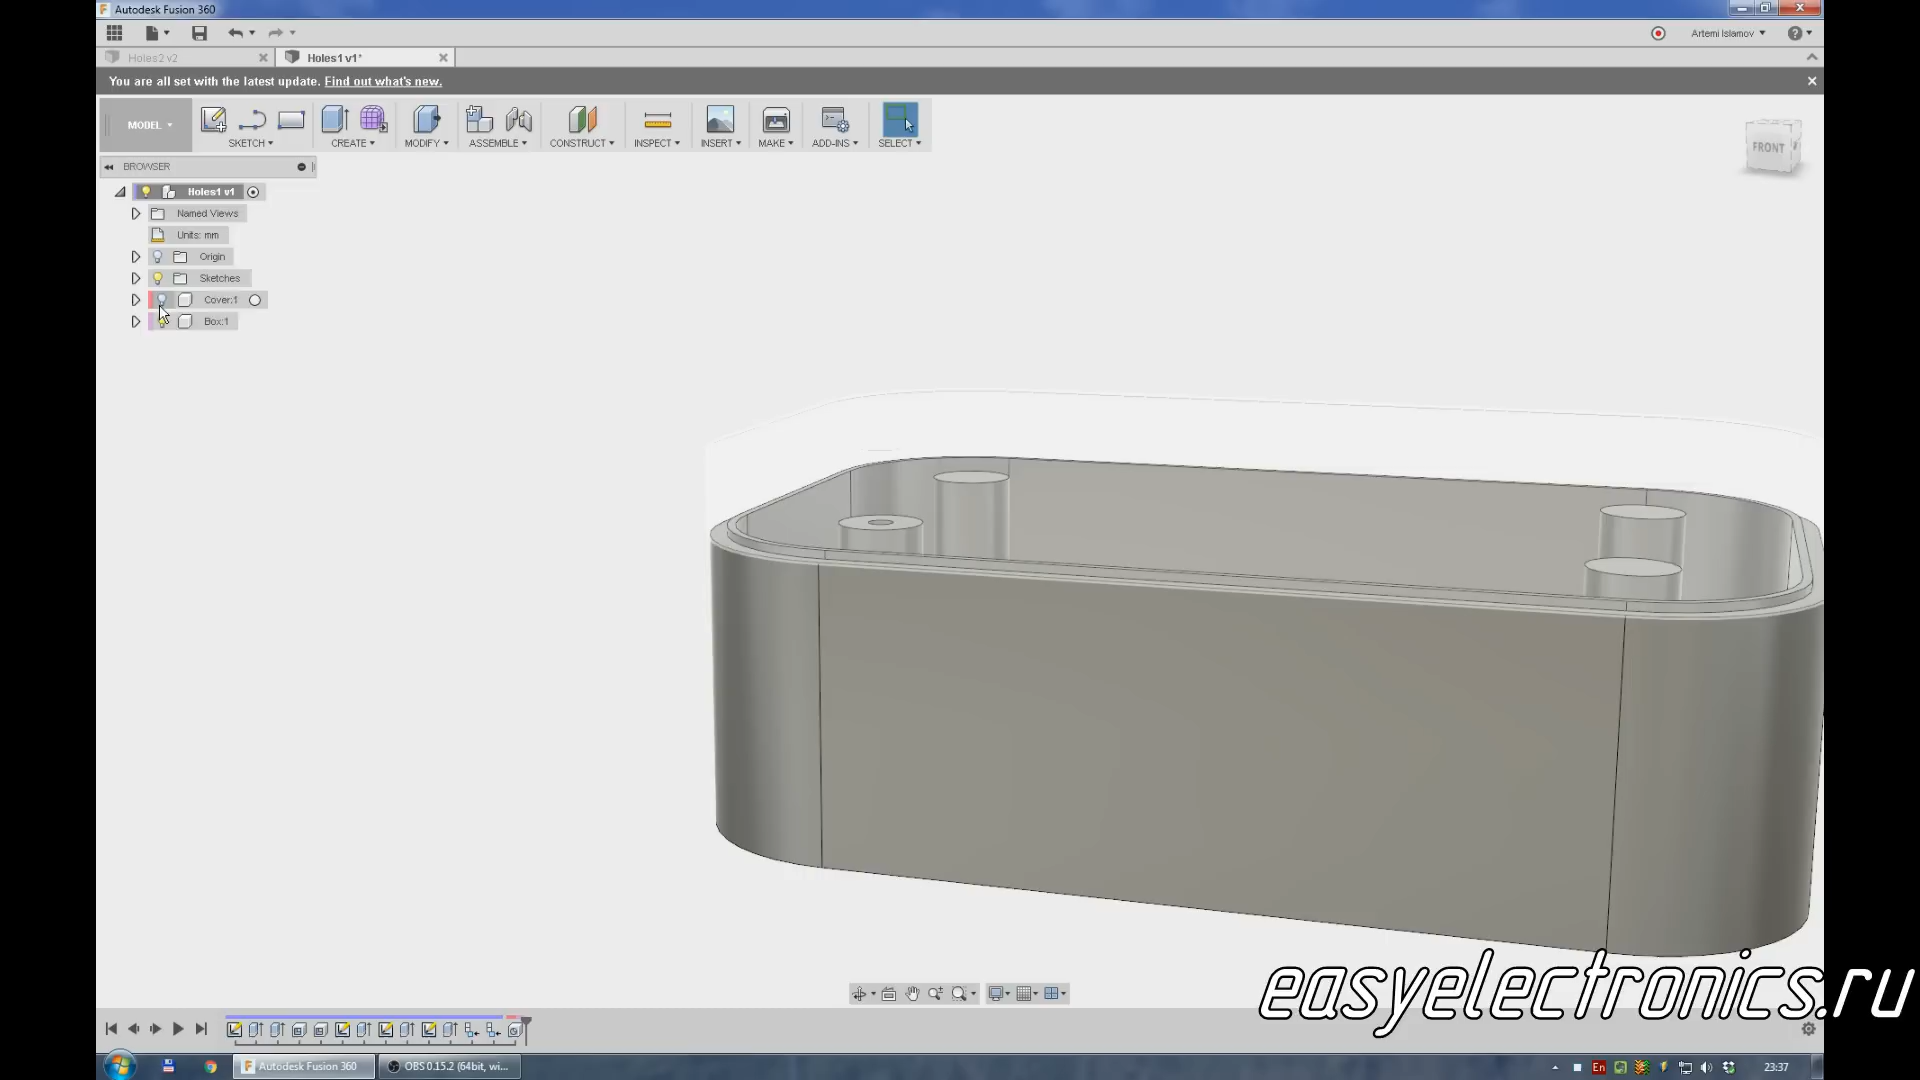 Autodesk Fusion 360
Artemi Islamov
Holes2 v2
Holes1 v1*
You are all set with the latest update. Find out what's new.
MODEL
SKETCH
CREATE
MODIFY
ASSEMBLE
CONSTRUCT
INSPECT
INSERT
MAKE
ADD-INS
SELECT
FRONT
BROWSER
Holes1 v1
Named Views
Units: mm
Origin
Sketches
Cover:1
Box:1
easyelectronics.ru
Autodesk Fusion 360
OBS 0.15.2 (64bit, wi...
En
23:37